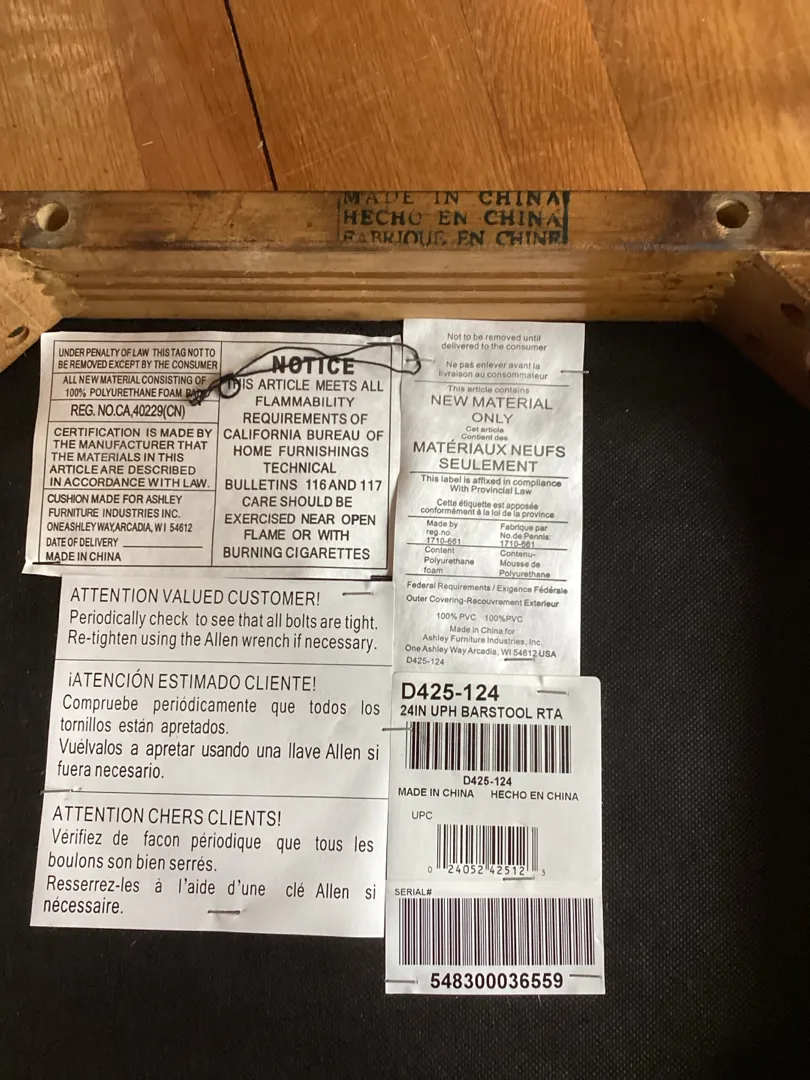 MADE IN CHINA
HECHO EN CHINA
FABRIQUE EN CHINE
UNDER PENALTY OF LAW THIS TAG NOT TO
BE REMOVED EXCEPT BY THE CONSUMER
ALL NEW MATERIAL CONSISTING OF
100% POLYURETHANE FOAM PAD
REG. NO.CA,40229(CN)
CERTIFICATION IS MADE BY
THE MANUFACTURER THAT
THE MATERIALS IN THIS
ARTICLE ARE DESCRIBED
IN ACCORDANCE WITH LAW.
CUSHION MADE FOR ASHLEY
FURNITURE INDUSTRIES INC.
ONEASHLEY WAY,ARCADIA, W I 54612
DATE OF DELIVERY
MADE IN CHINA
NOTICE
THIS ARTICLE MEETS ALL
FLAMMABILITY
REQUIREMENTS OF
CALIFORNIA BUREAU OF
HOME FURNISHINGS
TECHNICAL
BULLETINS 116 AND 117
CARE SHOULD BE
EXERCISED NEAR OPEN
FLAME OR WITH
BURNING CIGARETTES
Not to be removed until
delivered to the consumer
Ne pas enlever avant la
livraison au consommateur
This article contains
NEW MATERIAL
ONLY
Cet article
Contient des
MATÉRIAUX NEUFS
SEULEMENT
This label is affixed in compliance
With Provincial Law
Cette étiquette est apposée
conformément à la loi de la province
Made by
reg.no.
1710-661
Fabrique par
No.de Pennis:
1710-661
Content
Polyurethane
foam
Contenu-
Mousse de
Polyurethane
Federal Requirements / Exigence Fédérale
Outer Covering-Recouvrement Exterieur
100% PVC 100%PVC
Made in China for
Ashley Furniture Industries, Inc.
One Ashley Way Arcadia, WI 54612 USA
D425-124
ATTENTION VALUED CUSTOMER!
Periodically check to see that all bolts are tight.
Re-tighten using the Allen wrench if necessary.
¡ATENCIÓN ESTIMADO CLIENTE!
Compruebe periódicamente que todos los
tornillos están apretados.
Vuélvalos a apretar usando una llave Allen si
fuera necesario.
ATTENTION CHERS CLIENTS!
Vérifiez de facon périodique que tous les
boulons son bien serrés.
Resserrez-les à l'aide d'une clé Allen si
nécessaire.
D425-124
24IN UPH BARSTOOL RTA
D425-124
MADE IN CHINA HECHO EN CHINA
UPC
0 24052 42512 3
SERIAL#
548300036559